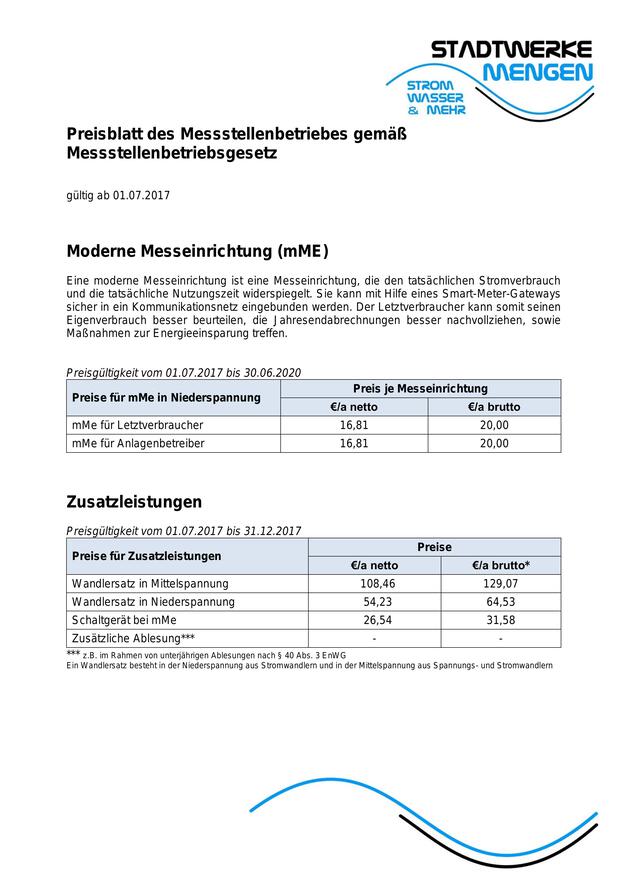 STADTWERKE
MENGEN
STROM
WASSER
& MEHR
Preisblatt des Messstellenbetriebes gemäß
Messstellenbetriebsgesetz
gültig ab 01.07.2017
Moderne Messeinrichtung (mME)
Eine moderne Messeinrichtung ist eine Messeinrichtung, die den tatsächlichen Stromverbrauch
und die tatsächliche Nutzungszeit widerspiegelt. Sie kann mit Hilfe eines Smart-Meter-Gateways
sicher in ein Kommunikationsnetz eingebunden werden. Der Letztverbraucher kann somit seinen
Eigenverbrauch besser beurteilen, die Jahresendabrechnungen besser nachvollziehen, sowie
Maßnahmen zur Energieeinsparung treffen.
Preisgültigkeit vom 01.07.2017 bis 30.06.2020
Preise für mMe in Niederspannung Preis je Messeinrichtung
€/a netto €/a brutto
mMe für Letztverbraucher 16,81 20,00
mMe für Anlagenbetreiber 16,81 20,00
Zusatzleistungen
Preisgültigkeit vom 01.07.2017 bis 31.12.2017
Preise für Zusatzleistungen Preise
€/a netto €/a brutto*
Wandlersatz in Mittelspannung 108,46 129,07
Wandlersatz in Niederspannung 54,23 64,53
Schaltgerät bei mMe 26,54 31,58
Zusätzliche Ablesung*** - -
*** z.B. im Rahmen von unterjährigen Ablesungen nach § 40 Abs. 3 EnWG
Ein Wandlersatz besteht in der Niederspannung aus Stromwandlern und in der Mittelspannung aus Spannungs- und Stromwandlern